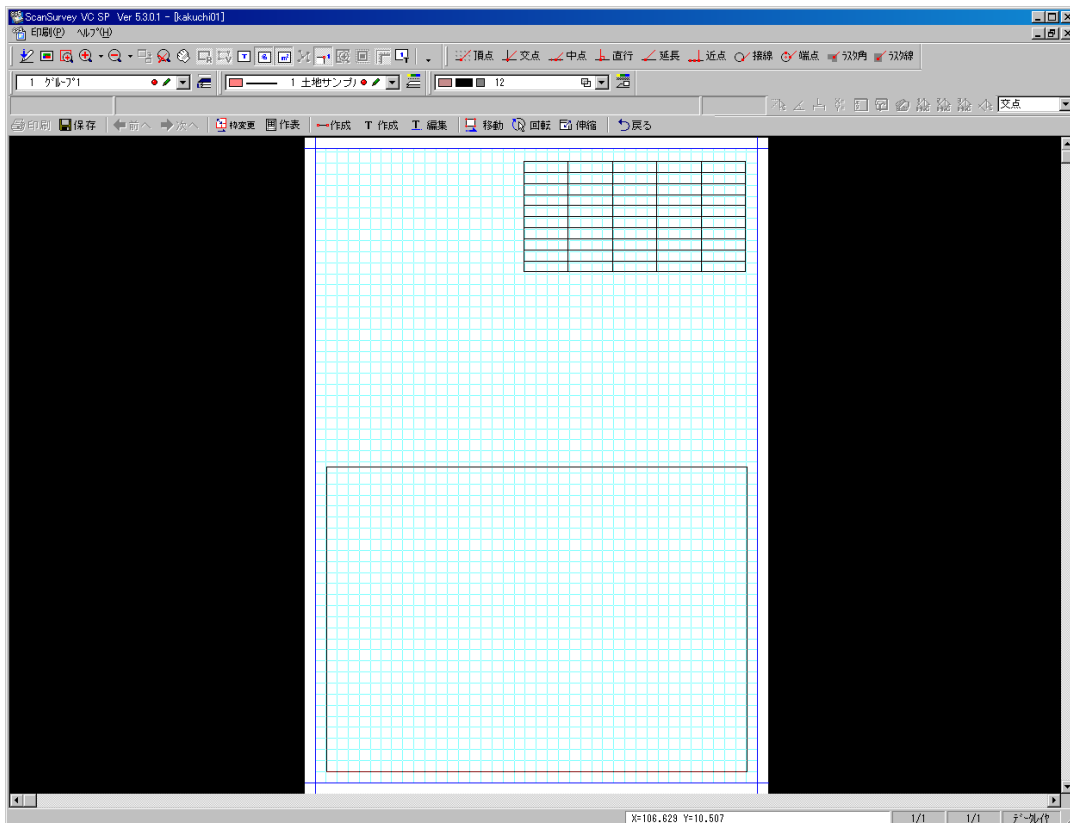 ScanSurvey VC SP Ver 5.3.0.1 - [kakuchi01]
印刷(P) ﾍﾙﾌﾟ(H)
頂点 交点 中点 直行 延長 近点 接線 端点 ﾗｽﾀ角 ﾗｽﾀ線
1 ｸﾞﾙｰﾌﾟ1 1 土地サンプル 12
交点
印刷 保存 前へ 次へ 枠変更 作表 作成 T 作成 編集 移動 回転 伸縮 戻る
X=106.629 Y=10.507 1/1 1/1 ﾃﾞｰﾀﾚｲﾔ